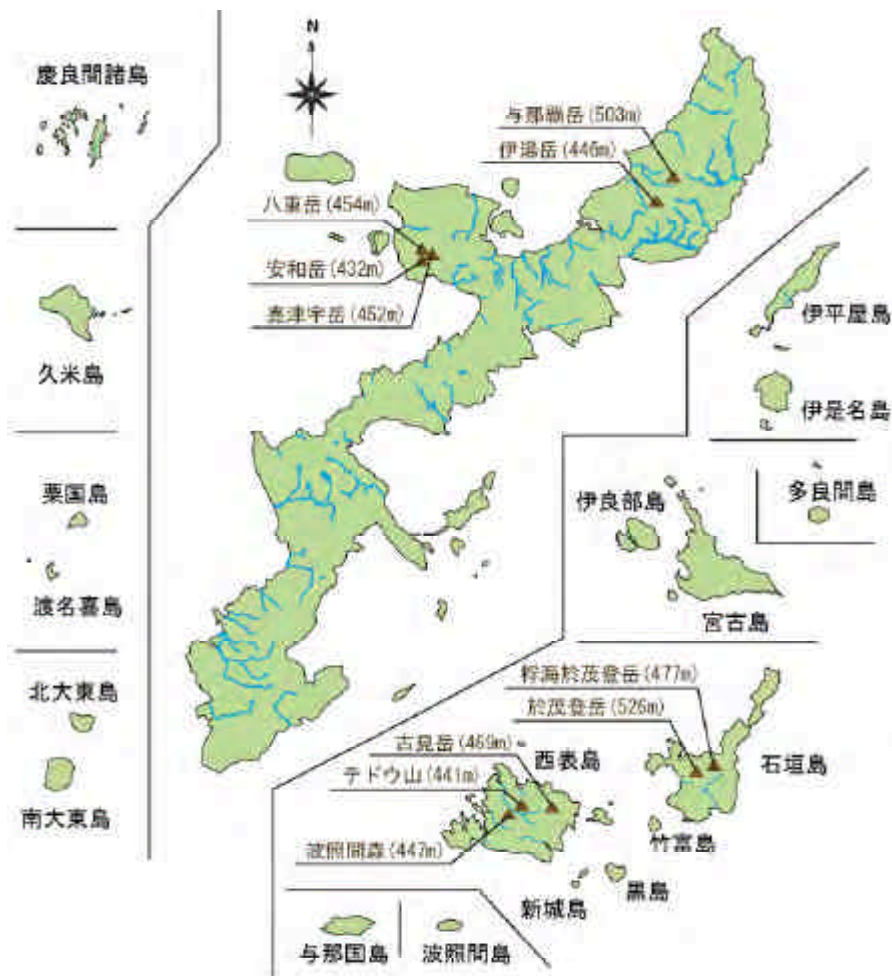 N
慶良間諸島
与那覇岳(503m)
伊湯岳(446m)
八重岳(454m)
安和岳(432m)
嘉津宇岳(452m)
久米島
伊平屋島
伊是名島
粟国島
渡名喜島
伊良部島
多良間島
宮古島
北大東島
南大東島
桴海於茂登岳(477m)
於茂登岳(526m)
古見岳(469m)
西表島
テドウ山(441m)
石垣島
波照間森(447m)
竹富島
黒島
新城島
与那国島
波照間島